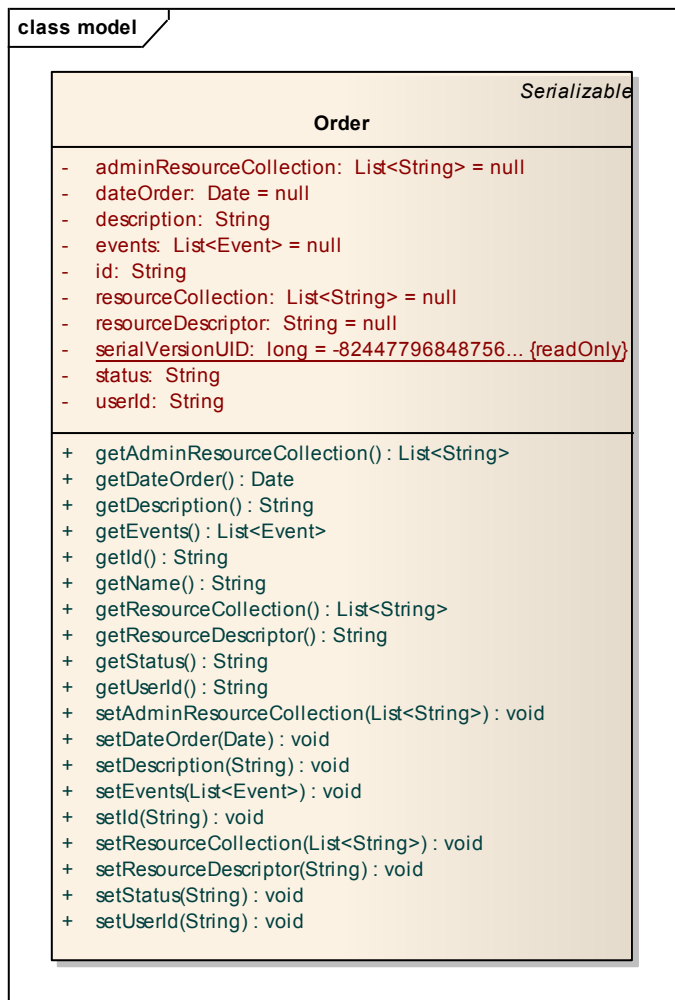 class model
Serializable
Order
- adminResourceCollection: List<String> = null
- dateOrder: Date = null
- description: String
- events: List<Event> = null
- id: String
- resourceCollection: List<String> = null
- resourceDescriptor: String = null
- serialVersionUID: long = -82447796848756... {readOnly}
- status: String
- userId: String
+ getAdminResourceCollection() : List<String>
+ getDateOrder() : Date
+ getDescription() : String
+ getEvents() : List<Event>
+ getId() : String
+ getName() : String
+ getResourceCollection() : List<String>
+ getResourceDescriptor() : String
+ getStatus() : String
+ getUserId() : String
+ setAdminResourceCollection(List<String>) : void
+ setDateOrder(Date) : void
+ setDescription(String) : void
+ setEvents(List<Event>) : void
+ setId(String) : void
+ setResourceCollection(List<String>) : void
+ setResourceDescriptor(String) : void
+ setStatus(String) : void
+ setUserId(String) : void